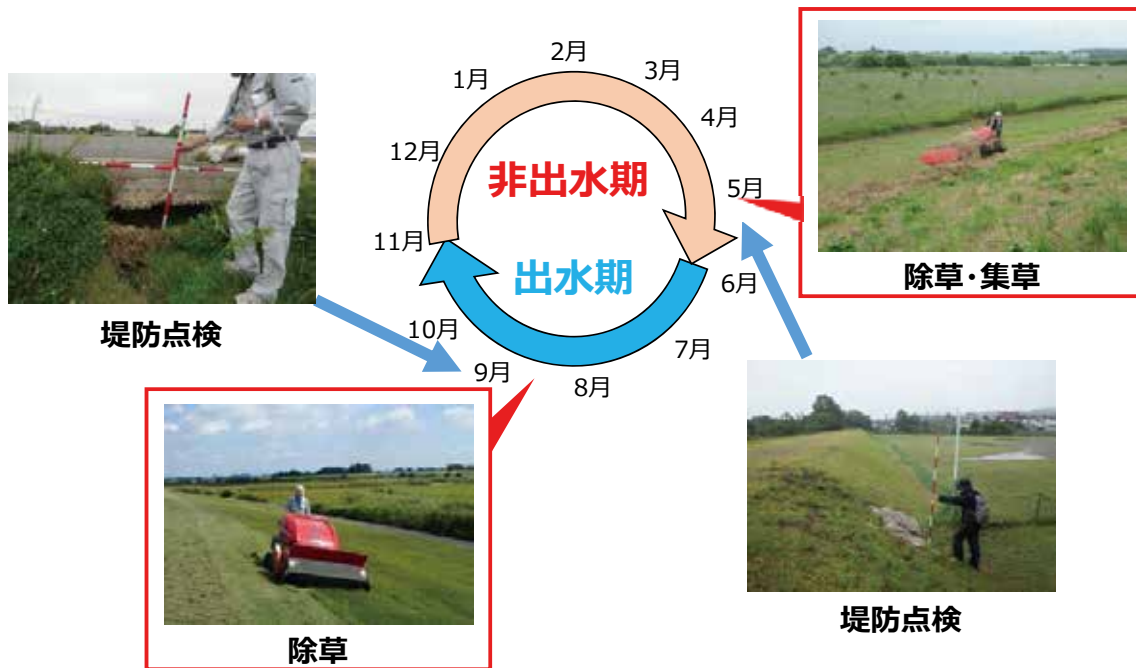 2月
1月
3月
4月
12月
非出水期
5月
11月
除草・集草
出水期
6月
堤防点検
10月
7月
9月
8月
堤防点検
除草